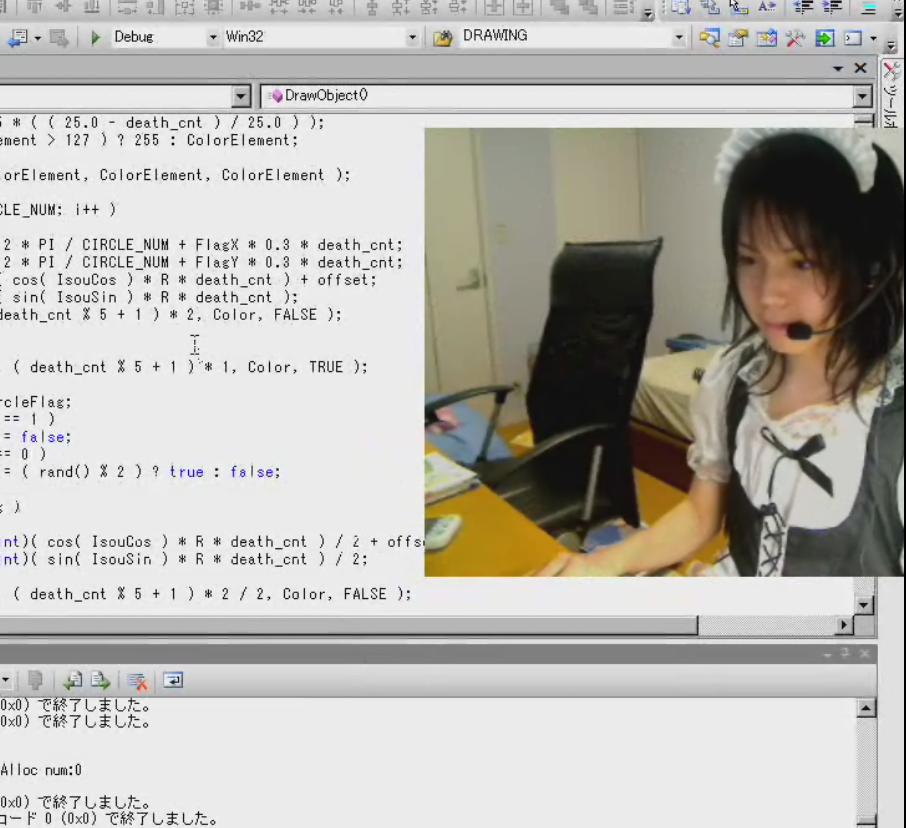 Debug
Win32
DRAWING
DrawObject()
ツールボ
* ( ( 25.0 - death_cnt ) / 25.0 ) );
ement > 127 ) ? 255 : ColorElement;
orElement, ColorElement, ColorElement );
CLE_NUM; i++ )
2 * PI / CIRCLE_NUM + FlagX * 0.3 * death_cnt;
2 * PI / CIRCLE_NUM + FlagY * 0.3 * death_cnt;
( cos( IsouCos ) * R * death_cnt ) + offset;
( sin( IsouSin ) * R * death_cnt );
death_cnt % 5 + 1 ) * 2, Color, FALSE );
( death_cnt % 5 + 1 ) * 1, Color, TRUE );
rcleFlag;
== 1 )
= false;
== 0 )
= ( rand() % 2 ) ? true : false;
)
nt)( cos( IsouCos ) * R * death_cnt ) / 2 + offs
nt)( sin( IsouSin ) * R * death_cnt ) / 2;
( death_cnt % 5 + 1 ) * 2 / 2, Color, FALSE );
0x0) で終了しました。
0x0) で終了しました。
Alloc num:0
0x0) で終了しました。
コード 0 (0x0) で終了しました。